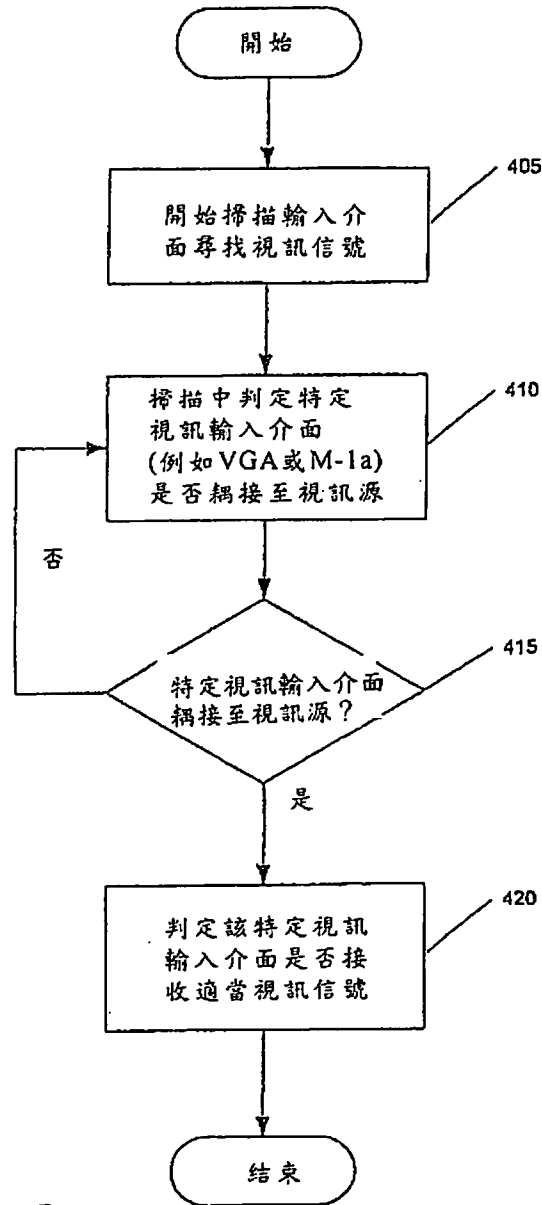 開始
405
開始掃描輸入介
面尋找視訊信號
410
掃描中判定特定
視訊輸入介面
(例如VGA或M-1a)
是否耦接至視訊源
否
415
特定視訊輸入介面
耦接至視訊源?
是
420
判定該特定視訊
輸入介面是否接
收適當視訊信號
结束